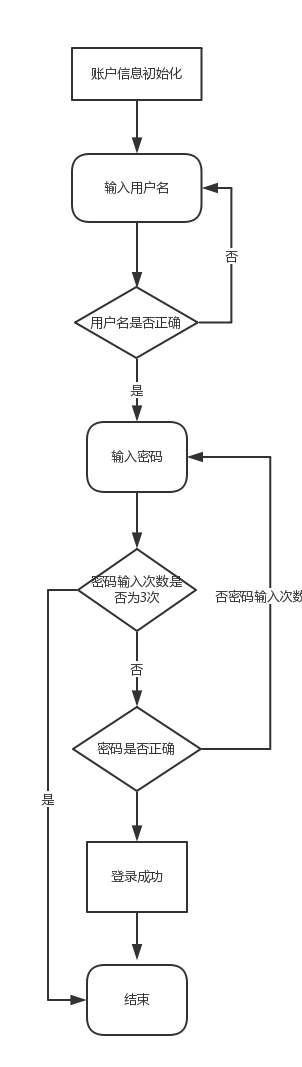 账户信息初始化
输入用户名
否
用户名是否正确
是
输入密码
密码输入次数是
否为3次
否密码输入次数
否
密码是否正确
是
登录成功
结束